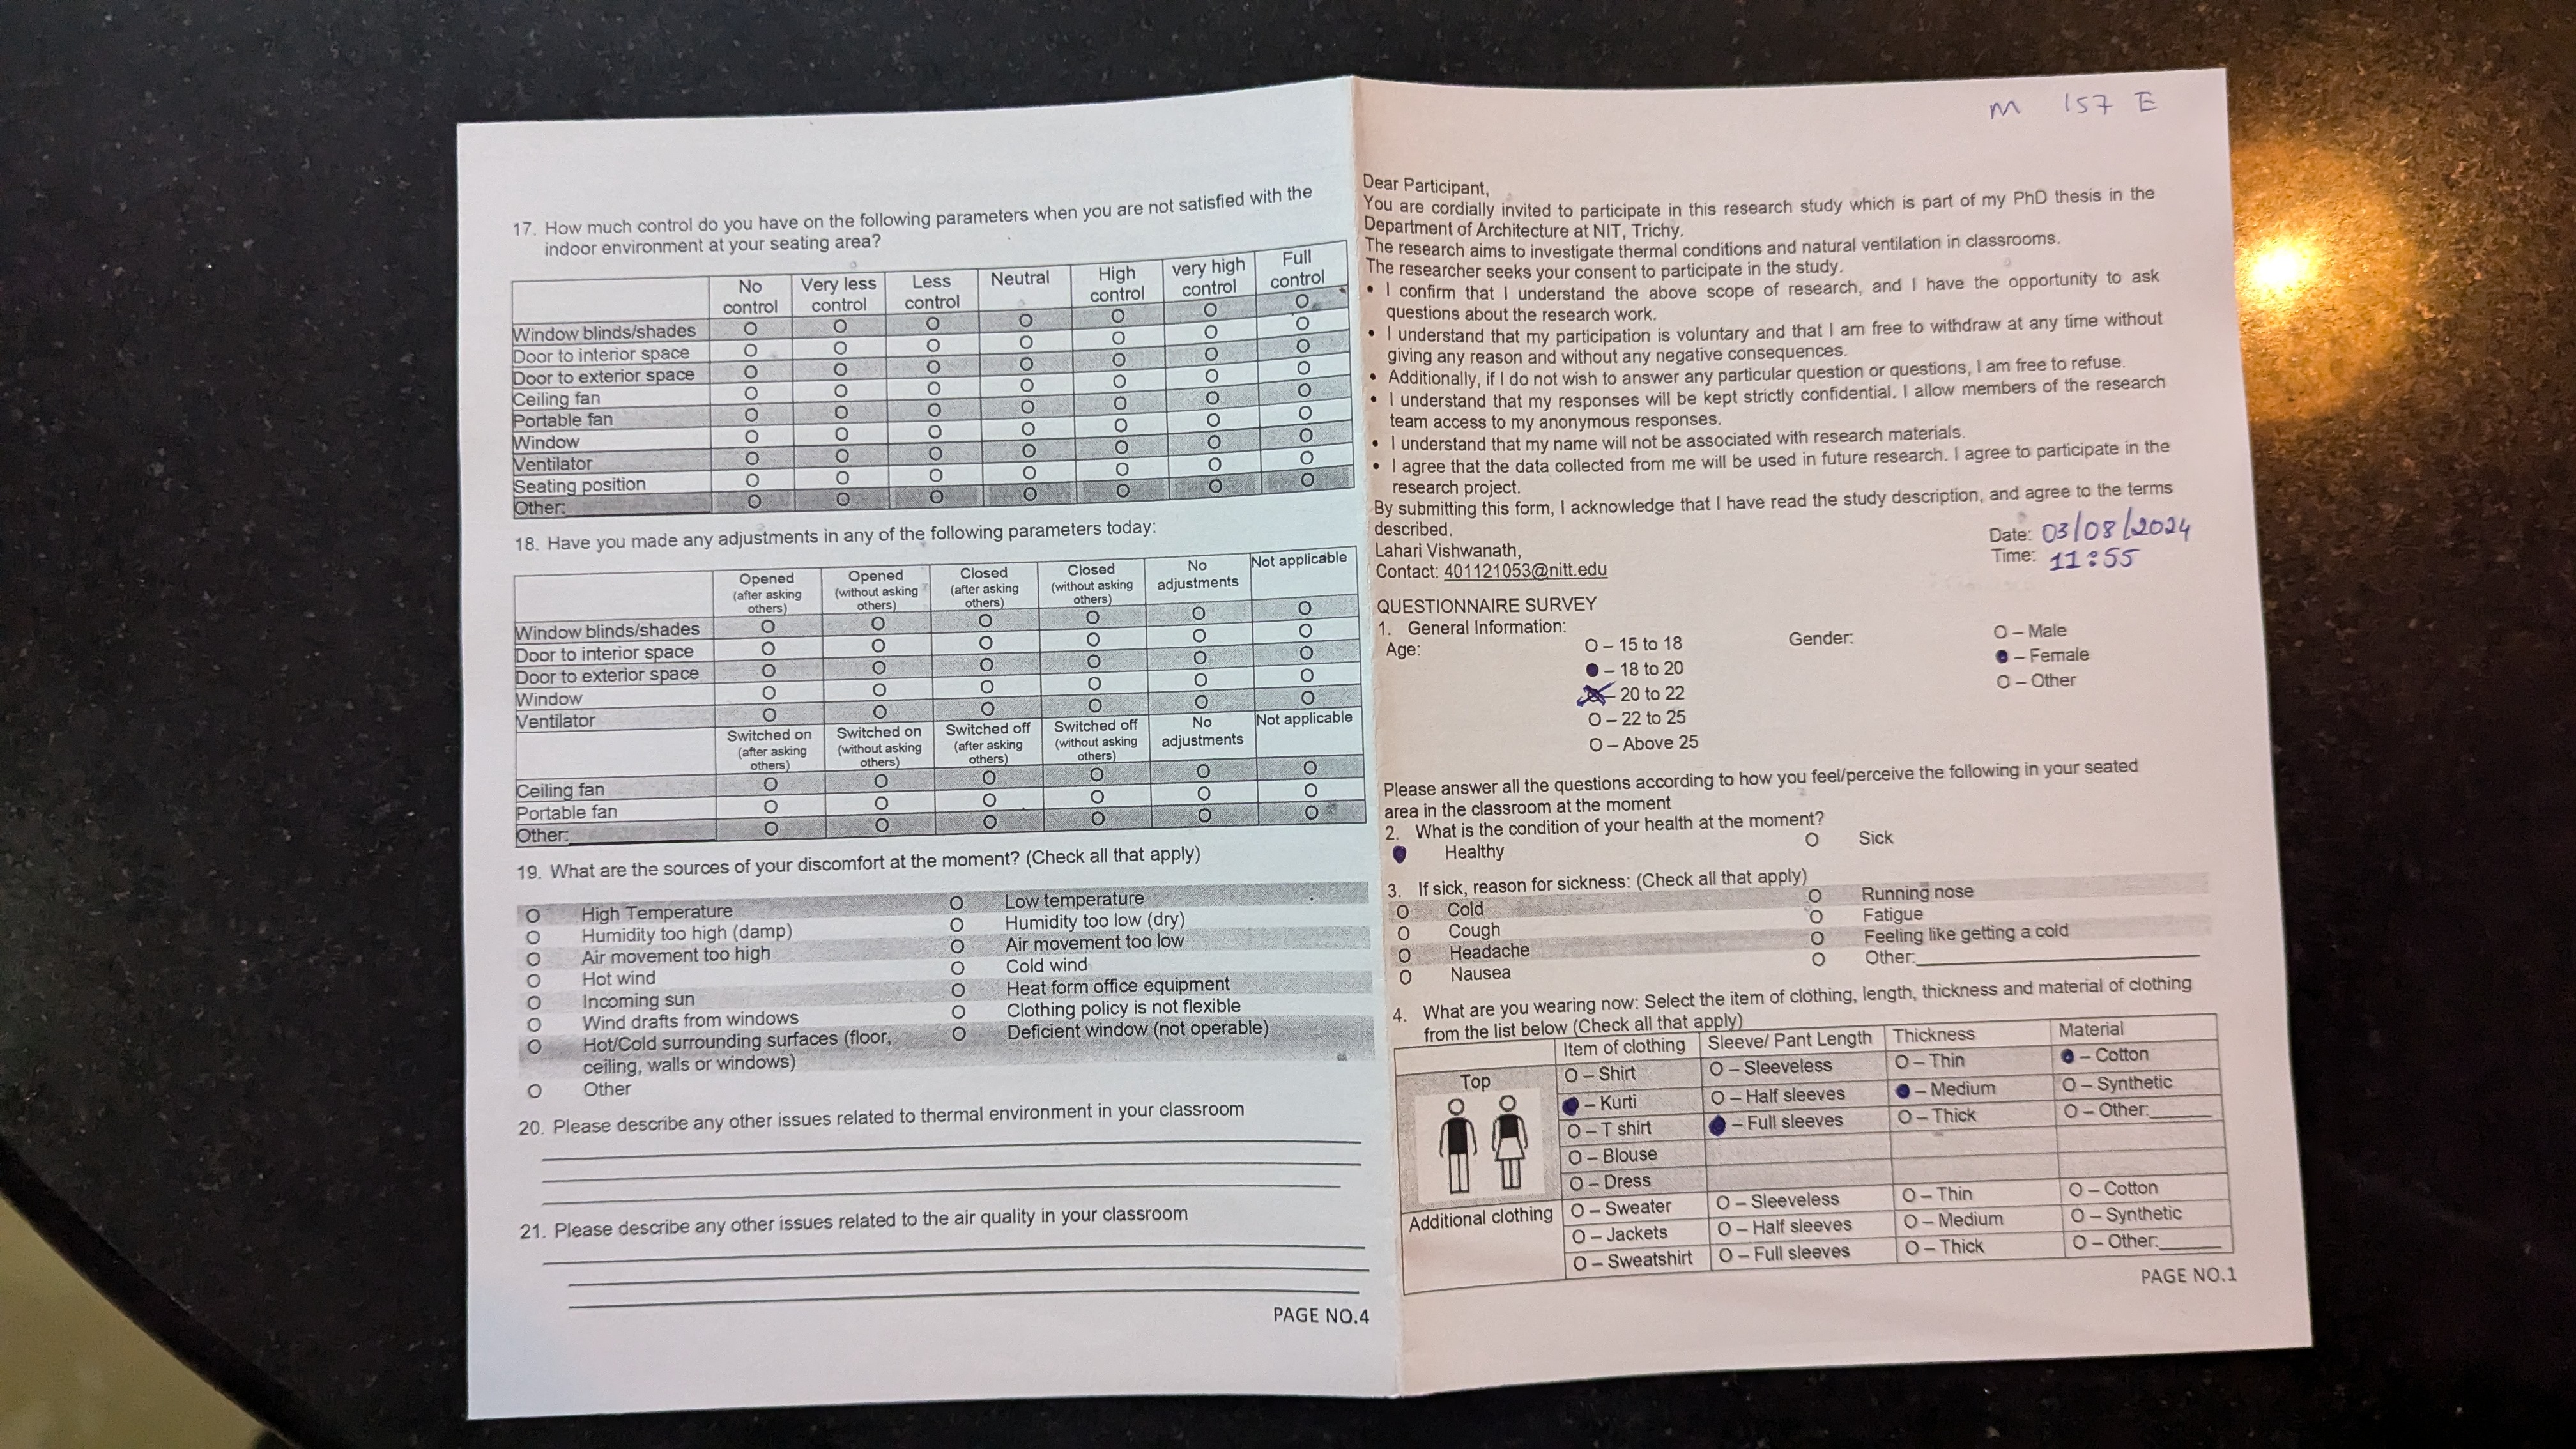 17. How much control do you have on the following parameters when you are not satisfied with the
indoor environment at your seating area?
No control Very less control Less control Neutral High control very high control Full control
Window blinds/shades O O O O O O O
Door to interior space O O O O O O O
Door to exterior space O O O O O O O
Ceiling fan O O O O O O O
Portable fan O O O O O O O
Window O O O O O O O
Ventilator O O O O O O O
Seating position O O O O O O O
Other: O O O O O O O
18. Have you made any adjustments in any of the following parameters today:
Opened (after asking others) Opened (without asking others) Closed (after asking others) Closed (without asking others) No adjustments Not applicable
Window blinds/shades O O O O O O
Door to interior space O O O O O O
Door to exterior space O O O O O O
Window O O O O O O
Ventilator O O O O O O
Switched on (after asking others) Switched on (without asking others) Switched off (after asking others) Switched off (without asking others) No adjustments Not applicable
Ceiling fan O O O O O O
Portable fan O O O O O O
Other: O O O O O O
19. What are the sources of your discomfort at the moment? (Check all that apply)
O High Temperature O Low temperature
O Humidity too high (damp) O Humidity too low (dry)
O Air movement too high O Air movement too low
O Hot wind O Cold wind
O Incoming sun O Heat form office equipment
O Wind drafts from windows O Clothing policy is not flexible
O Hot/Cold surrounding surfaces (floor, O Deficient window (not operable)
ceiling, walls or windows)
O Other
20. Please describe any other issues related to thermal environment in your classroom
21. Please describe any other issues related to the air quality in your classroom
PAGE NO.4
M 157 E
Dear Participant,
You are cordially invited to participate in this research study which is part of my PhD thesis in the
Department of Architecture at NIT, Trichy.
The research aims to investigate thermal conditions and natural ventilation in classrooms.
The researcher seeks your consent to participate in the study.
• I confirm that I understand the above scope of research, and I have the opportunity to ask
questions about the research work.
• I understand that my participation is voluntary and that I am free to withdraw at any time without
giving any reason and without any negative consequences.
• Additionally, if I do not wish to answer any particular question or questions, I am free to refuse.
• I understand that my responses will be kept strictly confidential. I allow members of the research
team access to my anonymous responses.
• I understand that my name will not be associated with research materials.
• I agree that the data collected from me will be used in future research. I agree to participate in the
research project.
By submitting this form, I acknowledge that I have read the study description, and agree to the terms
described.
Lahari Vishwanath,
Contact: 401121053@nitt.edu
Date: 03/08/2024
Time: 11:55
QUESTIONNAIRE SURVEY
1. General Information:
Age:
O – 15 to 18
– 18 to 20
– 20 to 22
O – 22 to 25
O – Above 25
Gender:
O – Male
– Female
O – Other
Please answer all the questions according to how you feel/perceive the following in your seated
area in the classroom at the moment
2. What is the condition of your health at the moment?
Healthy O Sick
3. If sick, reason for sickness: (Check all that apply)
O Cold O Running nose
O Cough O Fatigue
O Headache O Feeling like getting a cold
O Nausea O Other:
4. What are you wearing now: Select the item of clothing, length, thickness and material of clothing
from the list below (Check all that apply)
Item of clothing Sleeve/ Pant Length Thickness Material
Top O – Shirt O – Sleeveless O – Thin – Cotton
– Kurti O – Half sleeves – Medium O – Synthetic
O – T shirt – Full sleeves O – Thick O – Other:
O – Blouse
O – Dress
Additional clothing O – Sweater O – Sleeveless O – Thin O – Cotton
O – Jackets O – Half sleeves O – Medium O – Synthetic
O – Sweatshirt O – Full sleeves O – Thick O – Other:
PAGE NO.1